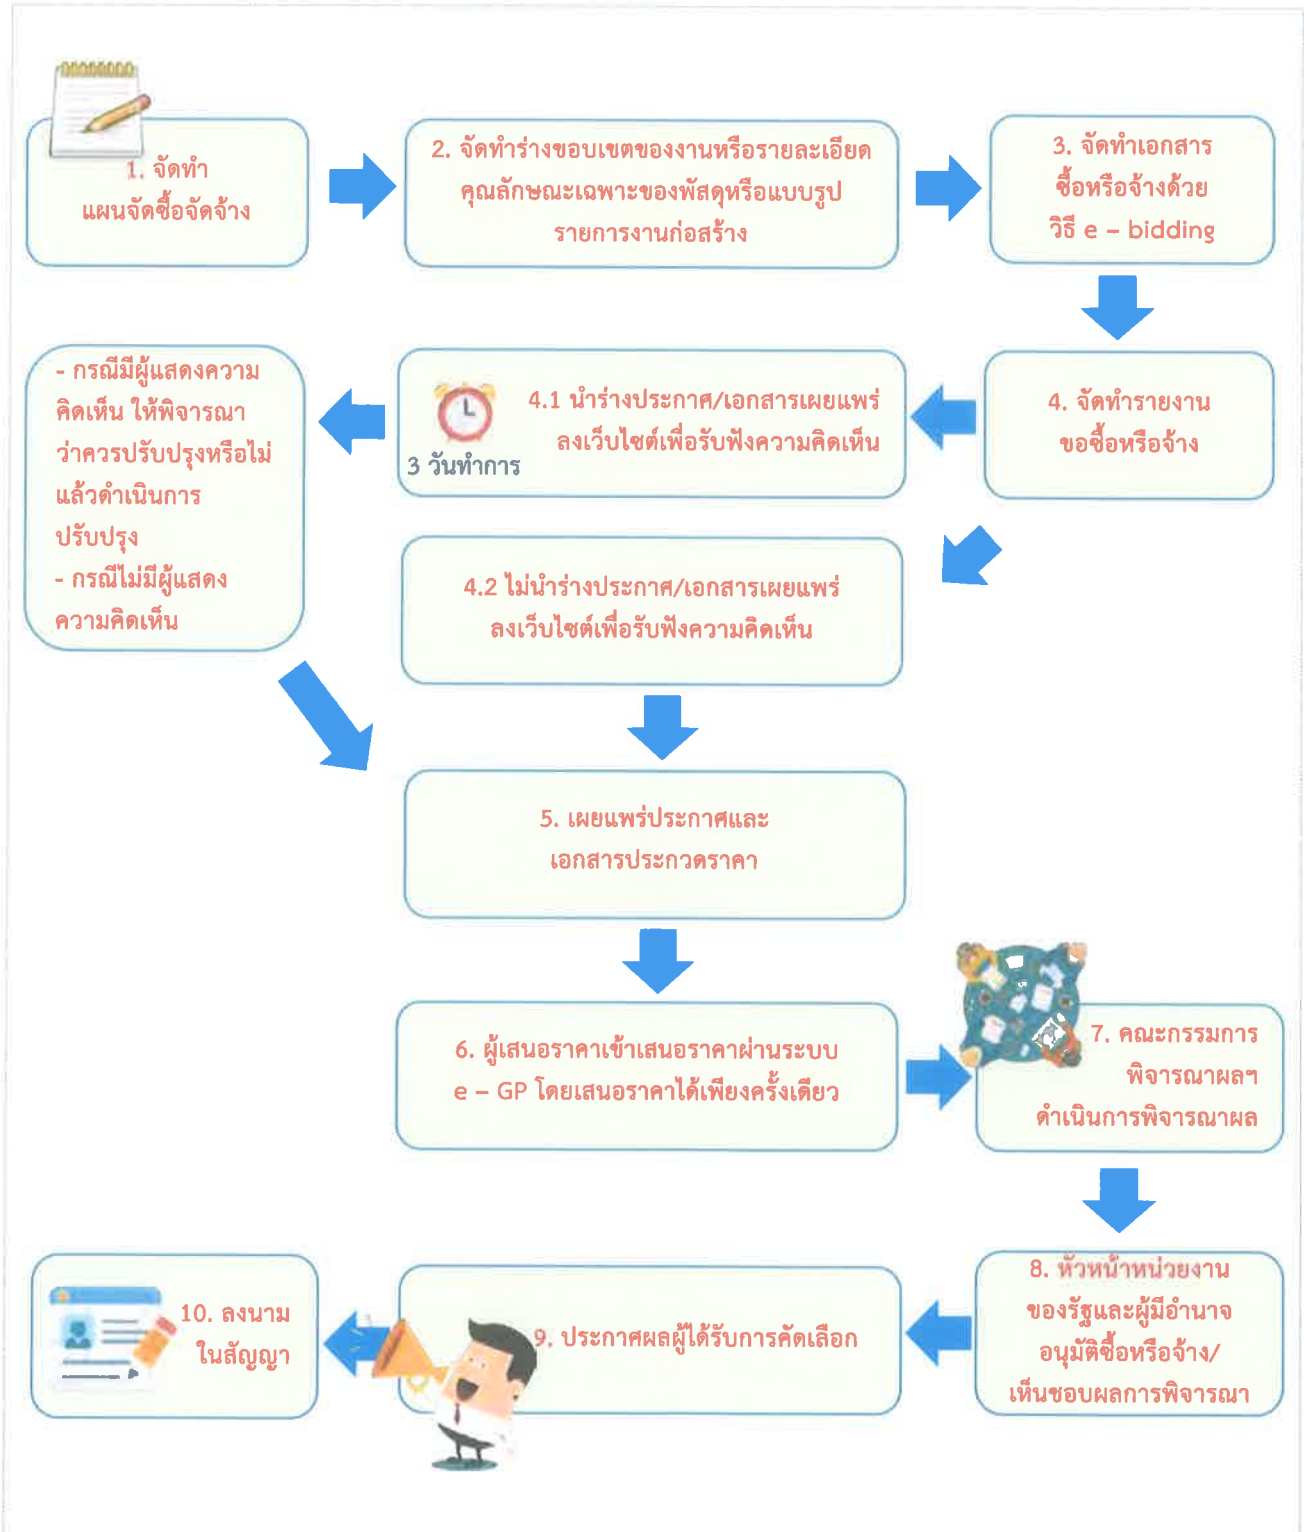 1. จัดทำ
แผนจัดซื้อจัดจ้าง
2. จัดทำร่างขอบเขตของงานหรือรายละเอียด
คุณลักษณะเฉพาะของพัสดุหรือแบบรูป
รายการงานก่อสร้าง
3. จัดทำเอกสาร
ซื้อหรือจ้างด้วย
วิธี e – bidding
4. จัดทำรายงาน
ขอซื้อหรือจ้าง
4.1 นำร่างประกาศ/เอกสารเผยแพร่
ลงเว็บไซต์เพื่อรับฟังความคิดเห็น
3 วันทำการ
- กรณีมีผู้แสดงความ
คิดเห็น ให้พิจารณา
ว่าควรปรับปรุงหรือไม่
แล้วดำเนินการ
ปรับปรุง
- กรณีไม่มีผู้แสดง
ความคิดเห็น
4.2 ไม่นำร่างประกาศ/เอกสารเผยแพร่
ลงเว็บไซต์เพื่อรับฟังความคิดเห็น
5. เผยแพร่ประกาศและ
เอกสารประกวดราคา
6. ผู้เสนอราคาเข้าเสนอราคาผ่านระบบ
e – GP โดยเสนอราคาได้เพียงครั้งเดียว
7. คณะกรรมการ
พิจารณาผลฯ
ดำเนินการพิจารณาผล
8. หัวหน้าหน่วยงาน
ของรัฐและผู้มีอำนาจ
อนุมัติซื้อหรือจ้าง/
เห็นชอบผลการพิจารณา
9. ประกาศผลผู้ได้รับการคัดเลือก
10. ลงนาม
ในสัญญา